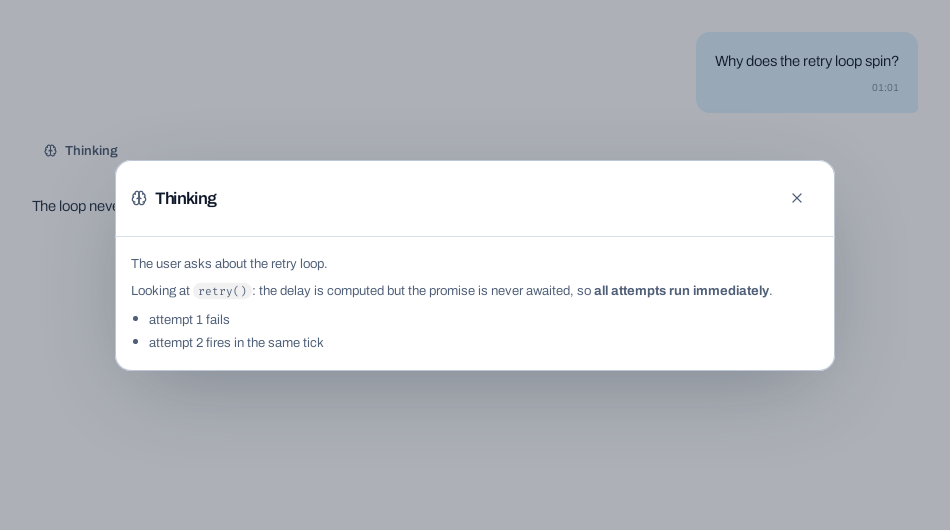 Why does the retry loop spin?
01:01
Thinking
The loop neve
Thinking
The user asks about the retry loop.
Looking at retry(): the delay is computed but the promise is never awaited, so all attempts run immediately.
attempt 1 fails
attempt 2 fires in the same tick